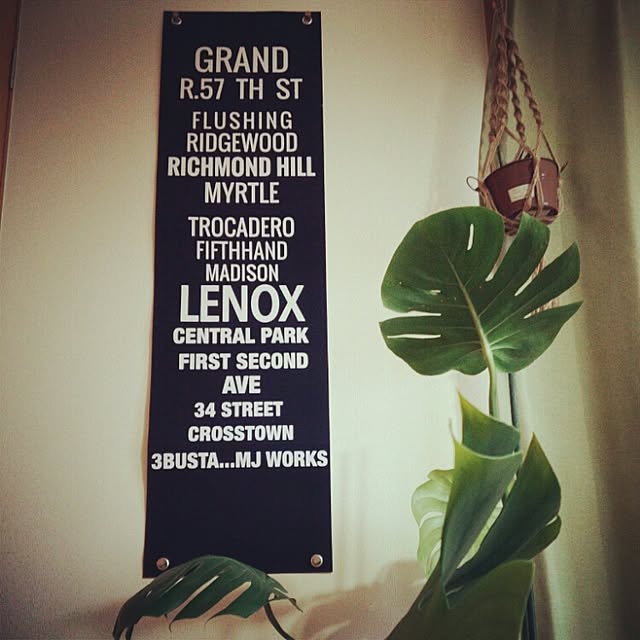 GRAND
R.57 TH ST
FLUSHING
RIDGEWOOD
RICHMOND HILL
MYRTLE
TROCADERO
FIFTHHAND
MADISON
LENOX
CENTRAL PARK
FIRST SECOND
AVE
34 STREET
CROSSTOWN
3BUSTA...MJ WORKS